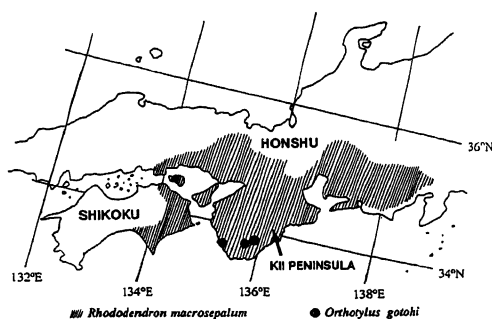 36°N
HONSHU
SHIKOKU
KII PENINSULA
34°N
132°E
134°E
136°E
138°E
Rhododendron macrosepalum
Orthotylus gotohi